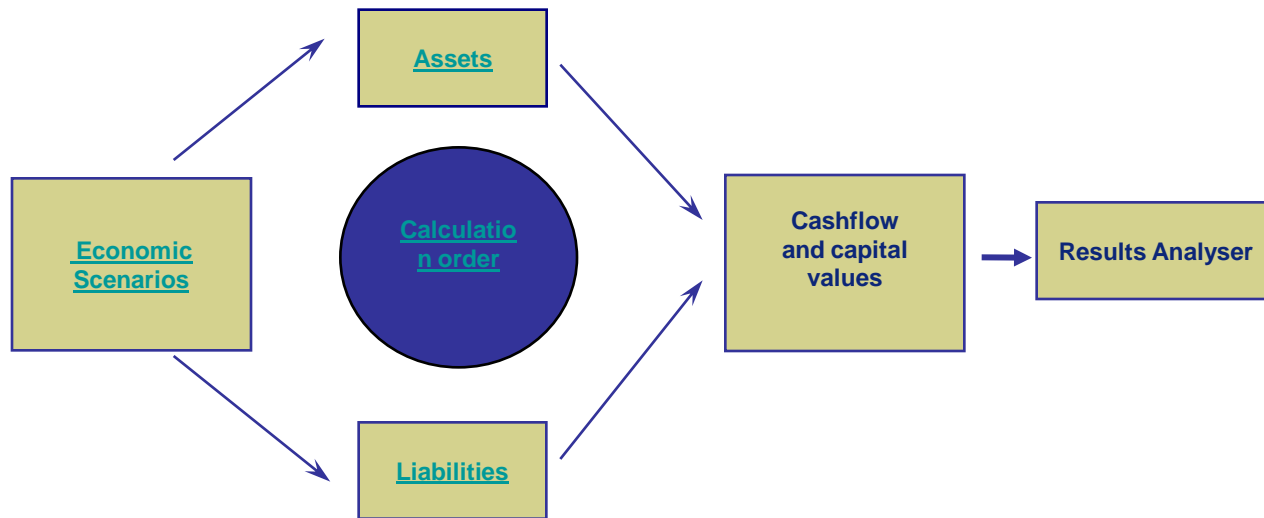 Assets
Economic
Scenarios
Calculatio
n order
Liabilities
Cashflow
and capital
values
Results Analyser